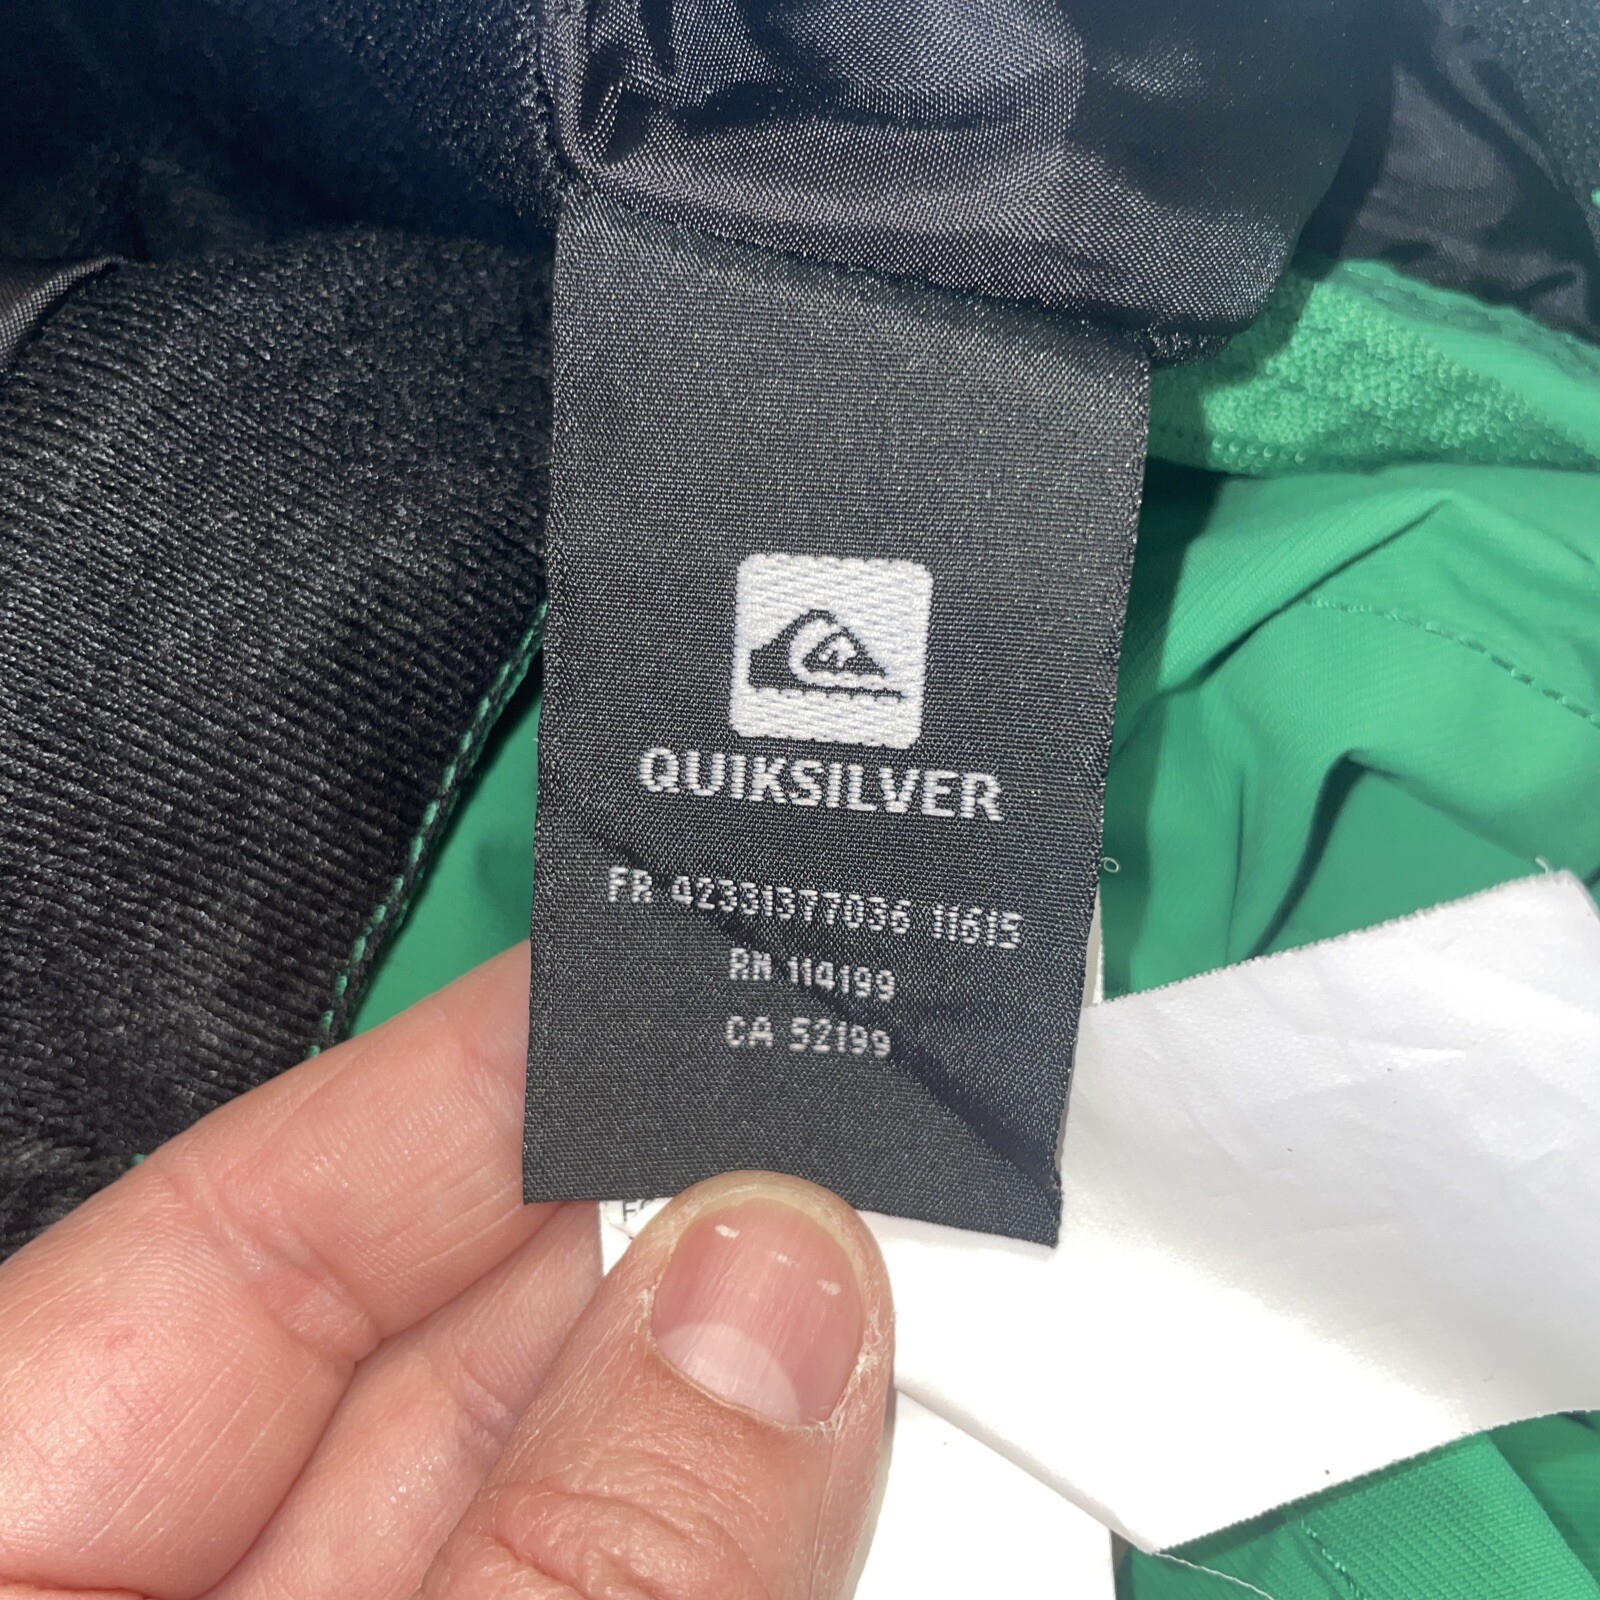 QUIKSILVER
FR 42331377036 11615
RN 114199
CA 52199